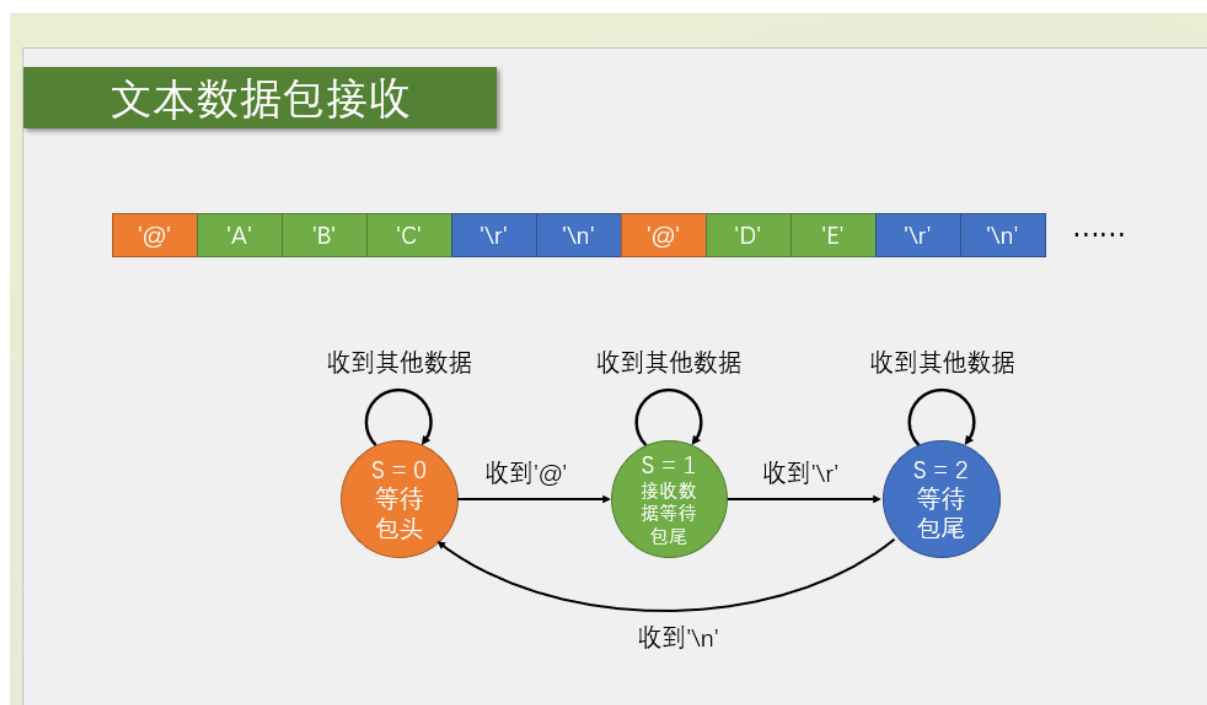 文本数据包接收
'@' 'A' 'B' 'C' '\r' '\n' '@' 'D' 'E' '\r' '\n' ……
收到其他数据 收到其他数据 收到其他数据
S = 0
等待
包头
收到'@'
S = 1
接收数
据等待
包尾
收到'\r'
S = 2
等待
包尾
收到'\n'